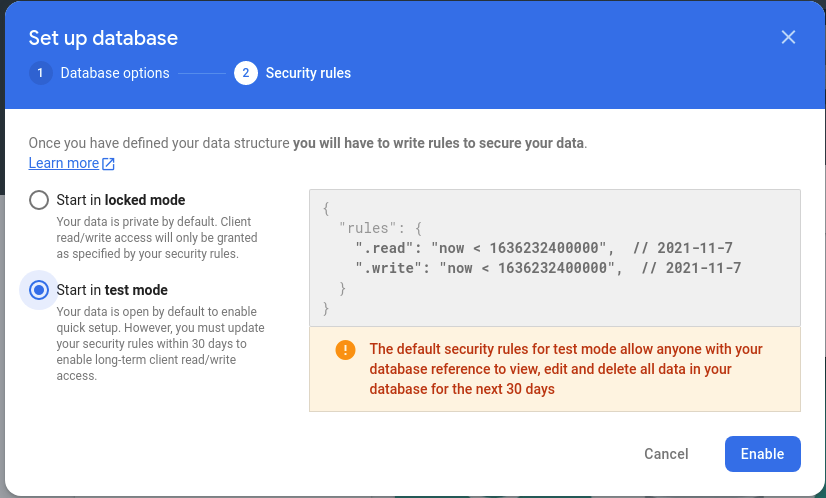 Set up database
1 Database options 2 Security rules
Once you have defined your data structure you will have to write rules to secure your data.
Learn more
Start in locked mode
Your data is private by default. Client
read/write access will only be granted
as specified by your security rules.
Start in test mode
Your data is open by default to enable
quick setup. However, you must update
your security rules within 30 days to
enable long-term client read/write
access.
{
  "rules": {
    ".read": "now < 1636232400000",  // 2021-11-7
    ".write": "now < 1636232400000",  // 2021-11-7
  }
}
The default security rules for test mode allow anyone with your
database reference to view, edit and delete all data in your
database for the next 30 days
Cancel Enable